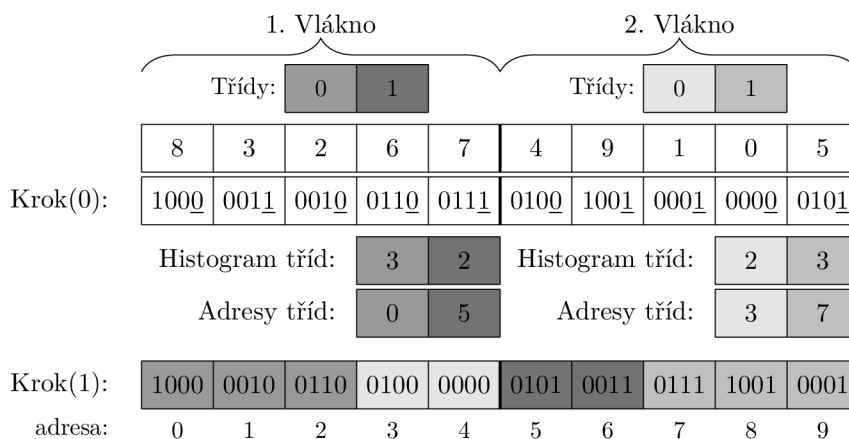 1. Vlákno 2. Vlákno
Třídy: 0 1 Třídy: 0 1
8 3 2 6 7 4 9 1 0 5
Krok(0): 1000 0011 0010 0110 0111 0100 1001 0001 0000 0101
Histogram tříd: 3 2 Histogram tříd: 2 3
Adresy tříd: 0 5 Adresy tříd: 3 7
Krok(1): 1000 0010 0110 0100 0000 0101 0011 0111 1001 0001
adresa: 0 1 2 3 4 5 6 7 8 9